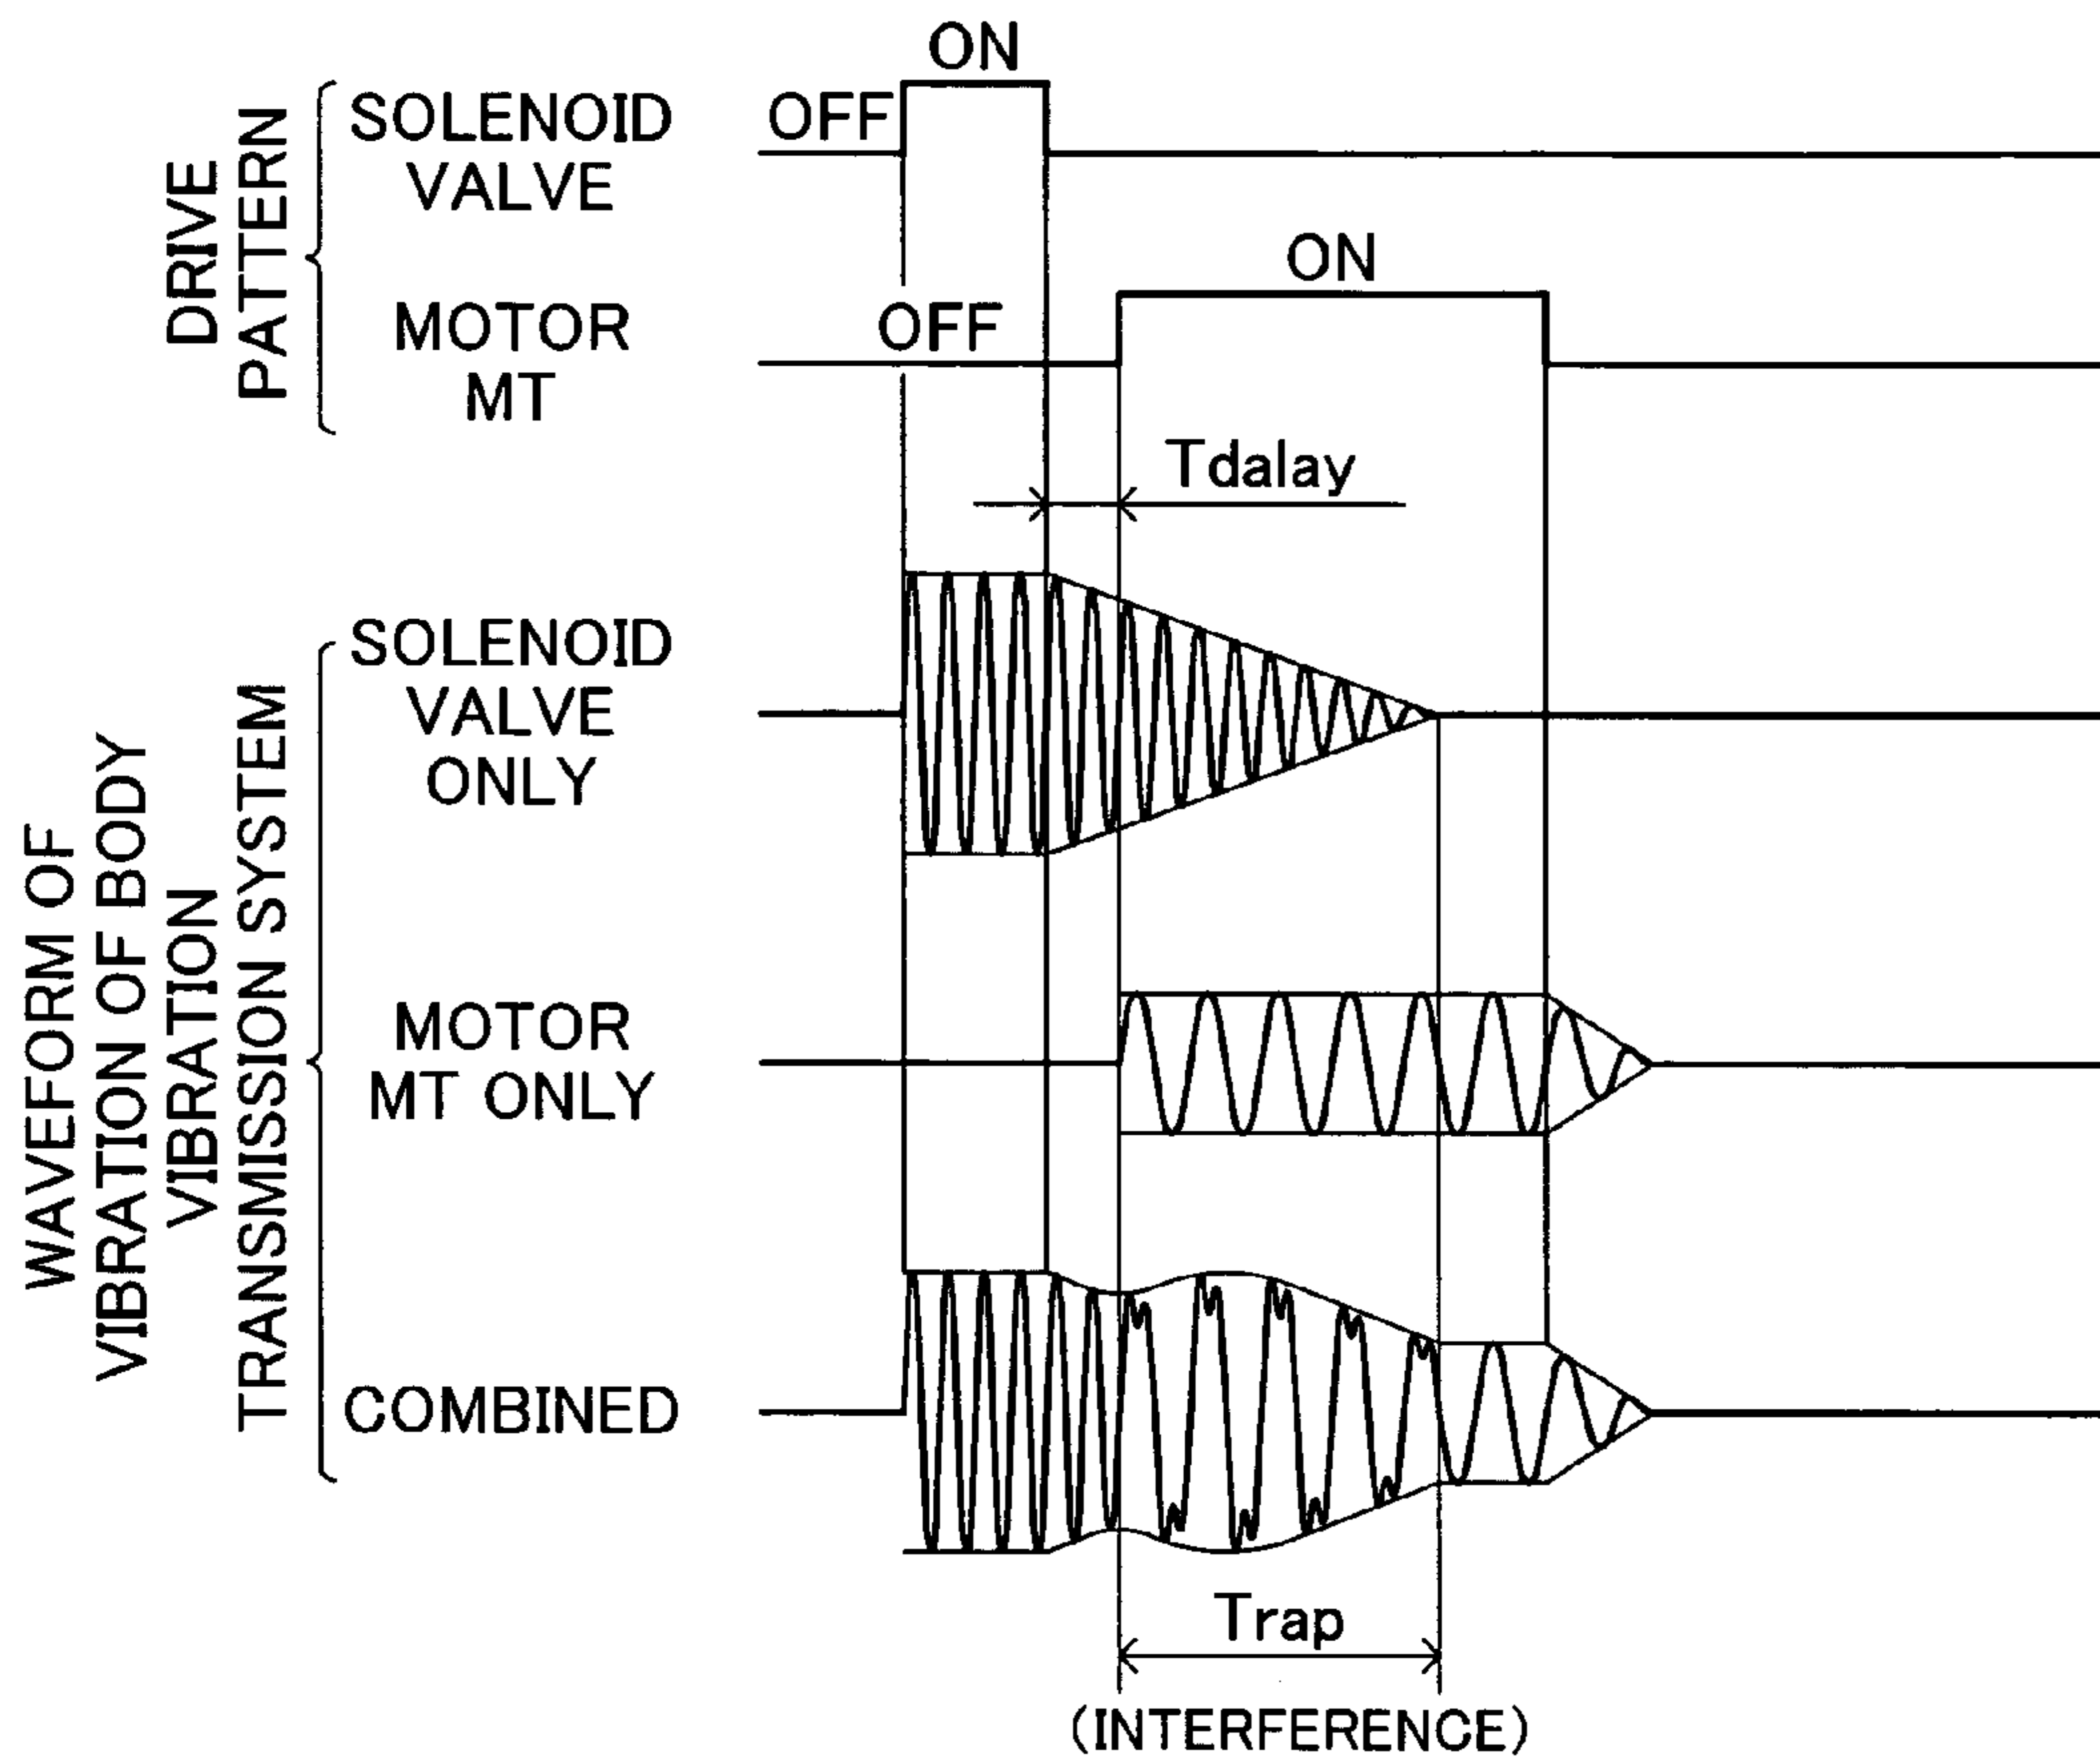 DRIVE
PATTERN
SOLENOID
VALVE
OFF
ON
MOTOR
MT
OFF
ON
Tdalay
WAVEFORM OF
VIBRATION OF BODY
VIBRATION
TRANSMISSION SYSTEM
SOLENOID
VALVE
ONLY
MOTOR
MT ONLY
COMBINED
Trap
(INTERFERENCE)